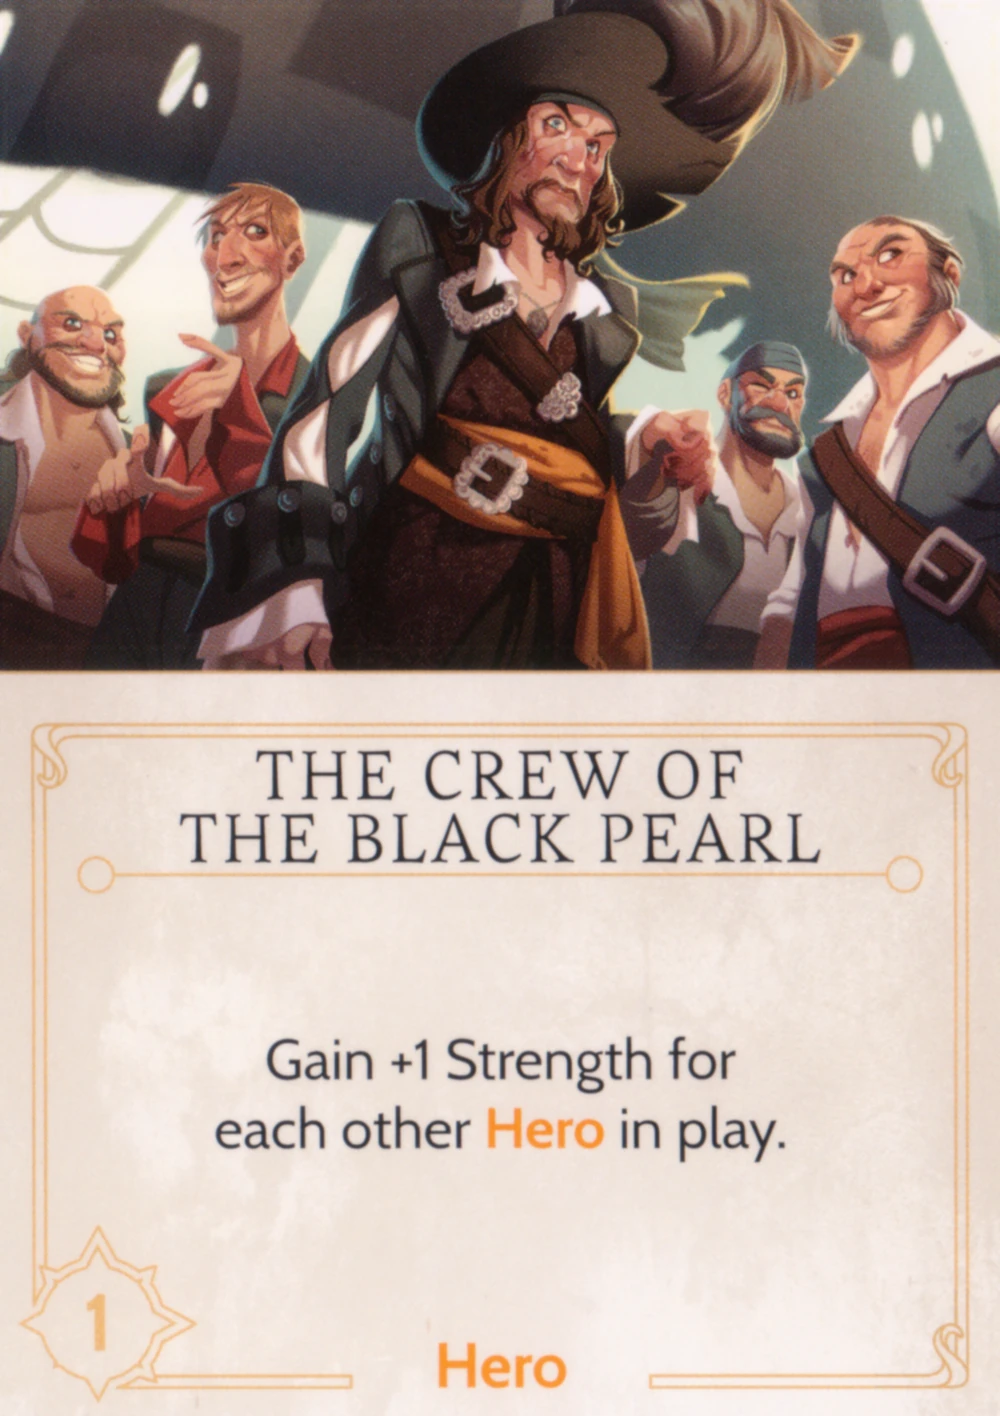 THE CREW OF
THE BLACK PEARL
Gain +1 Strength for
each other Hero in play.
1
Hero